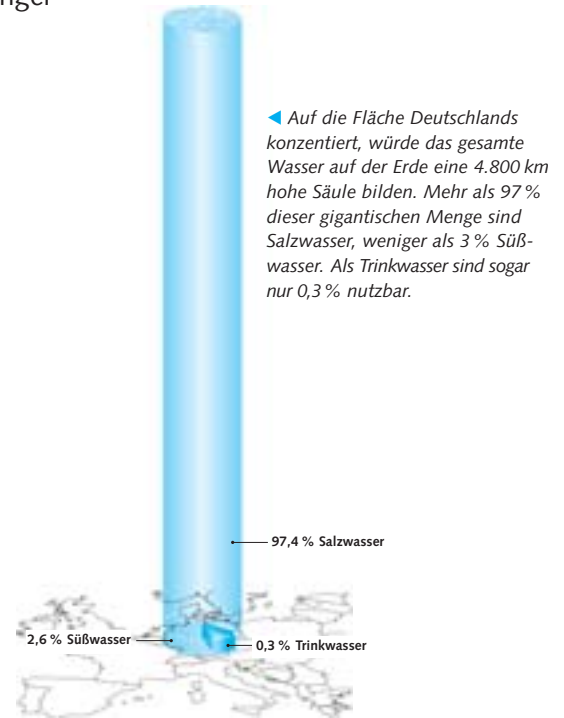 nger
◀ Auf die Fläche Deutschlands
konzentiert, würde das gesamte
Wasser auf der Erde eine 4.800 km
hohe Säule bilden. Mehr als 97 %
dieser gigantischen Menge sind
Salzwasser, weniger als 3 % Süß-
wasser. Als Trinkwasser sind sogar
nur 0,3 % nutzbar.
97,4 % Salzwasser
2,6 % Süßwasser
0,3 % Trinkwasser